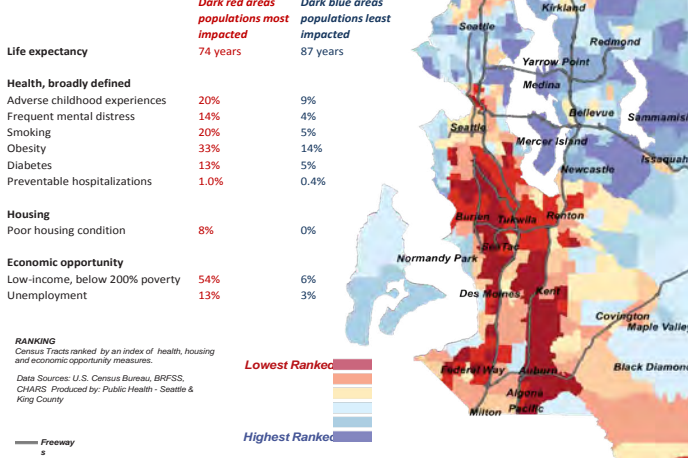 Dark red areas
populations most
impacted
Dark blue areas
populations least
impacted
Life expectancy 74 years 87 years
Health, broadly defined
Adverse childhood experiences 20% 9%
Frequent mental distress 14% 4%
Smoking 20% 5%
Obesity 33% 14%
Diabetes 13% 5%
Preventable hospitalizations 1.0% 0.4%
Housing
Poor housing condition 8% 0%
Economic opportunity
Low-income, below 200% poverty 54% 6%
Unemployment 13% 3%
RANKING
Census Tracts ranked by an index of health, housing
and economic opportunity measures.
Data Sources: U.S. Census Bureau, BRFSS,
CHARS Produced by: Public Health - Seattle &
King County
Freeway
s
Lowest Ranked
Highest Ranked
Kirkland
Seattle
Redmond
Yarrow Point
Medina
Bellevue
Sammamis
Seattle
Mercer Island
Issaquah
Newcastle
Burien
Tukwila
Renton
SeaTac
Normandy Park
Des Moines
Kent
Covington
Maple Valley
Federal Way
Auburn
Black Diamond
Algona
Pacific
Milton